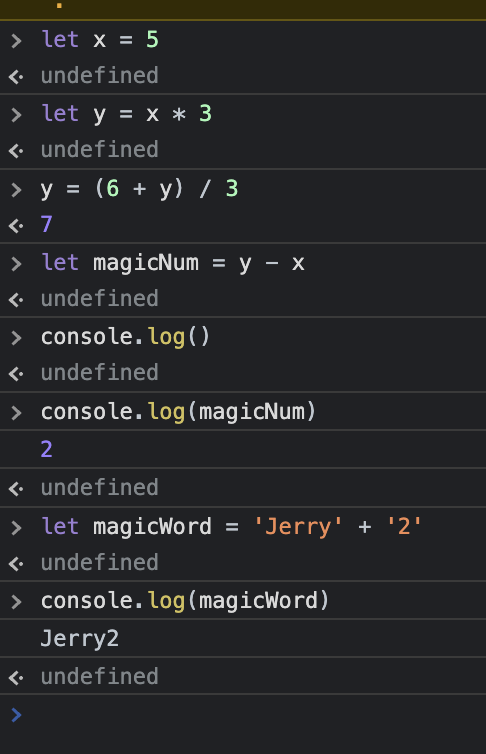 > let x = 5
<· undefined
> let y = x * 3
<· undefined
> y = (6 + y) / 3
<· 7
> let magicNum = y - x
<· undefined
> console.log()
<· undefined
> console.log(magicNum)
2
<· undefined
> let magicWord = 'Jerry' + '2'
<· undefined
> console.log(magicWord)
Jerry2
<· undefined
>